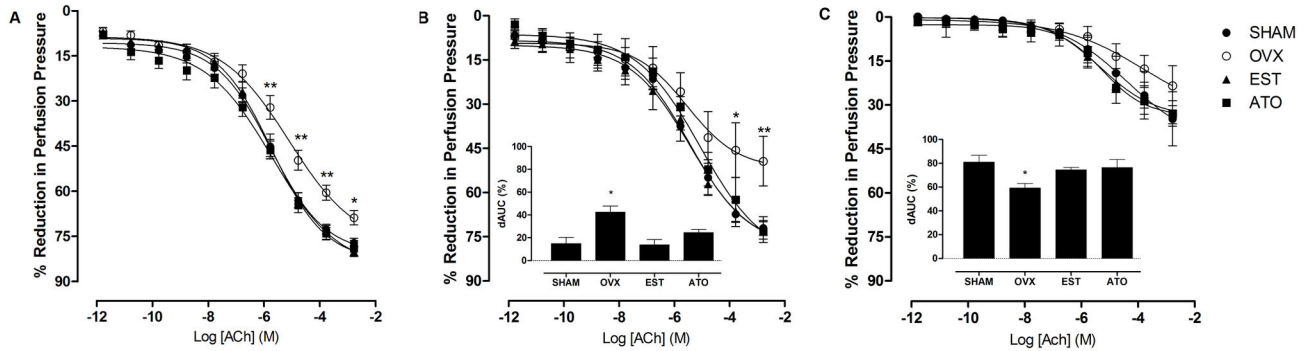 A
% Reduction in Perfusion Pressure
0
15
30
45
60
75
90
** ** ** *
-12 -10 -8 -6 -4 -2
Log [ACh] (M)
B
% Reduction in Perfusion Pressure
0
15
30
45
60
75
90
* **
dAUC (%)
100
80
60
40
20
0
*
SHAM OVX EST ATO
-12 -10 -8 -6 -4 -2
Log [ACh] (M)
C
% Reduction in Perfusion Pressure
0
15
30
45
60
75
90
dAUC (%)
100
80
60
40
20
0
*
SHAM OVX EST ATO
-12 -10 -8 -6 -4 -2
Log [Ach] (M)
SHAM
OVX
EST
ATO